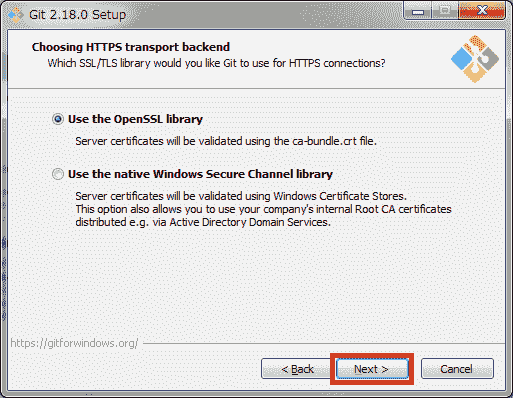 Git 2.18.0 Setup
Choosing HTTPS transport backend
Which SSL/TLS library would you like Git to use for HTTPS connections?
Use the OpenSSL library
Server certificates will be validated using the ca-bundle.crt file.
Use the native Windows Secure Channel library
Server certificates will be validated using Windows Certificate Stores.
This option also allows you to use your company's internal Root CA certificates
distributed e.g. via Active Directory Domain Services.
https://gitforwindows.org/
< Back
Next >
Cancel